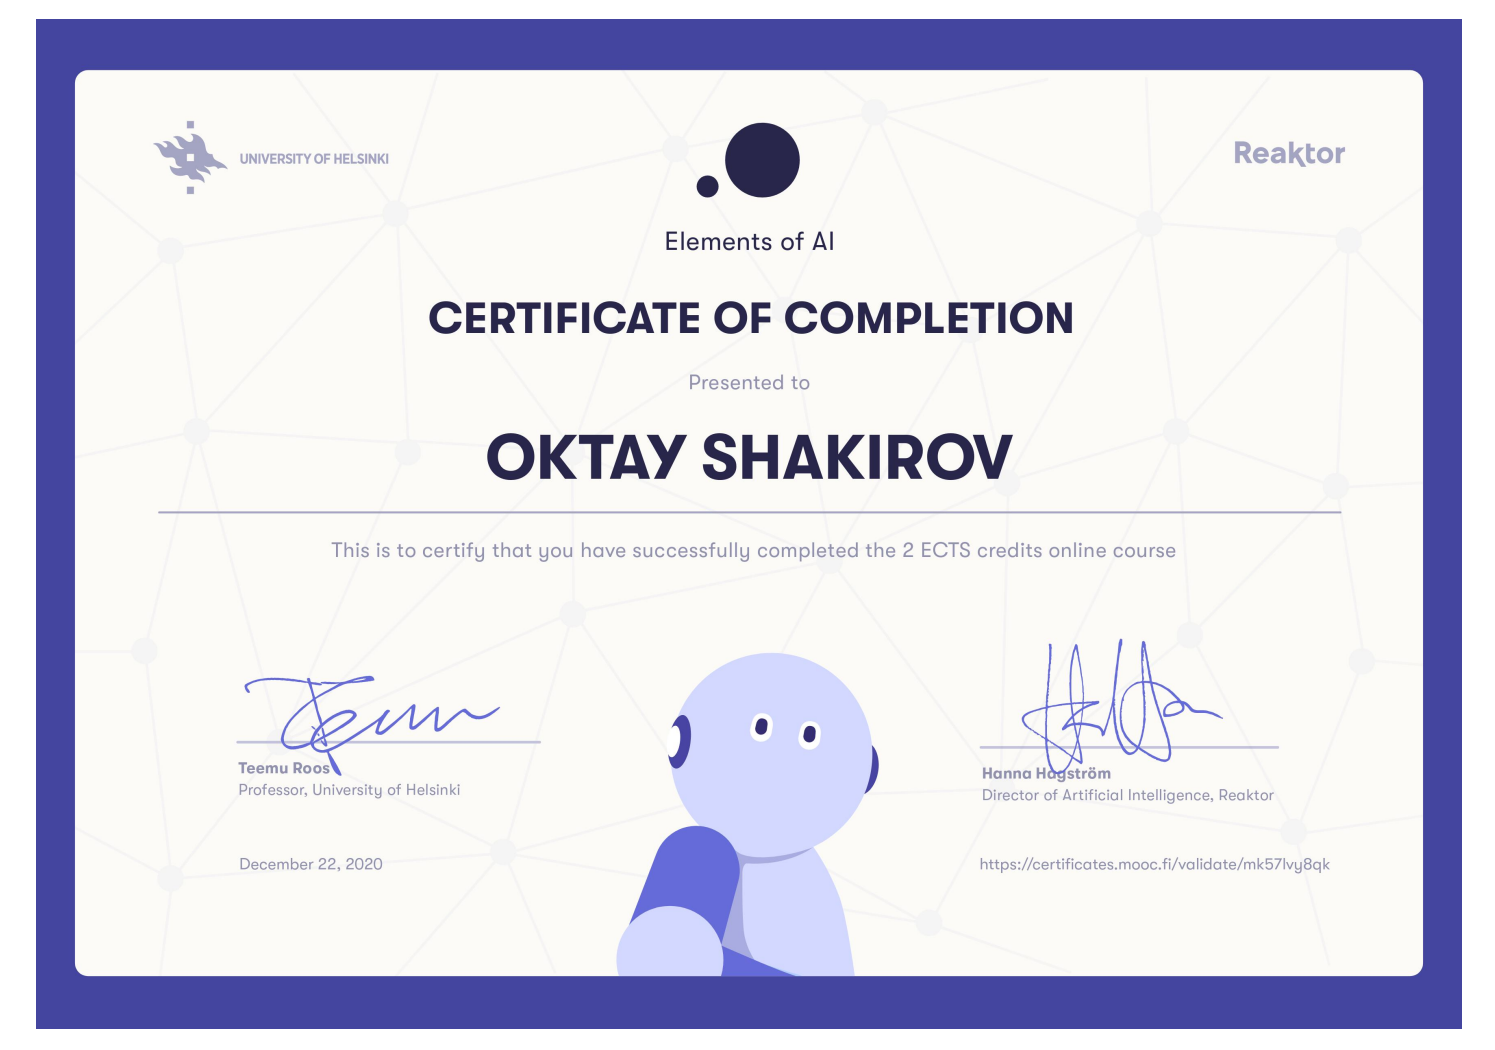 UNIVERSITY OF HELSINKI
Reaktor
Elements of AI
CERTIFICATE OF COMPLETION
Presented to
OKTAY SHAKIROV
This is to certify that you have successfully completed the 2 ECTS credits online course
Teemu
Teemu Roos
Professor, University of Helsinki
Hanna Hagström
Director of Artificial Intelligence, Reaktor
December 22, 2020
https://certificates.mooc.fi/validate/mk57lvy8qk